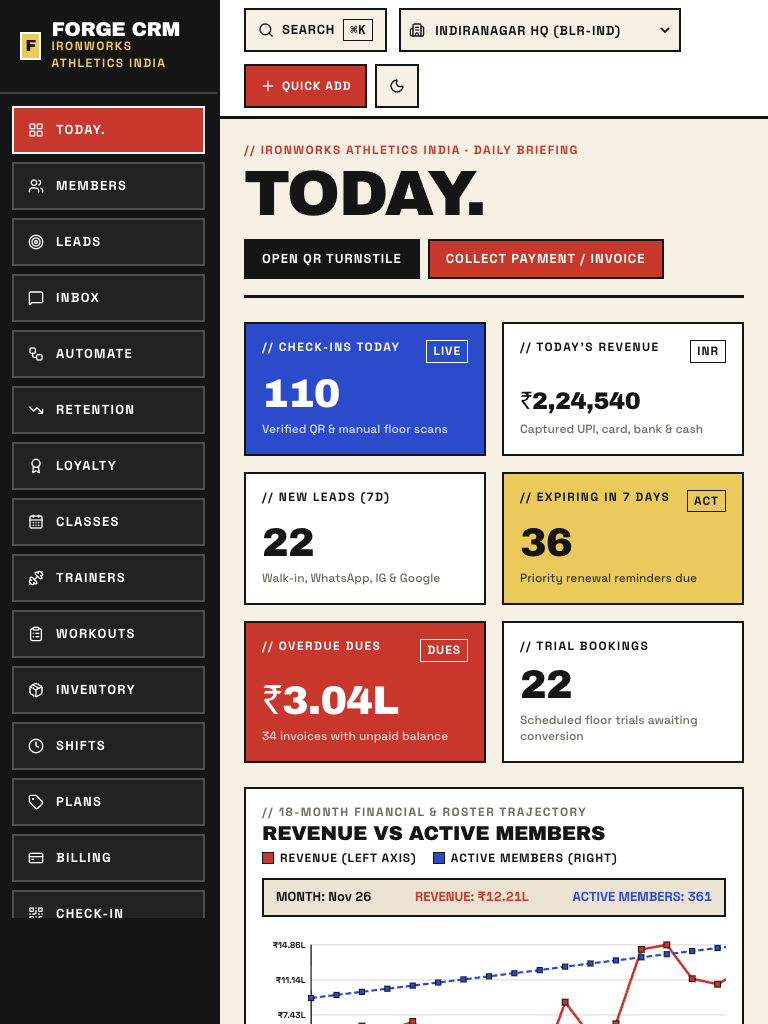 F
FORGE CRM
IRONWORKS
ATHLETICS INDIA
TODAY.
MEMBERS
LEADS
INBOX
AUTOMATE
RETENTION
LOYALTY
CLASSES
TRAINERS
WORKOUTS
INVENTORY
SHIFTS
PLANS
BILLING
CHECK-IN
SEARCH ⌘K
INDIRANAGAR HQ (BLR-IND)
QUICK ADD
// IRONWORKS ATHLETICS INDIA · DAILY BRIEFING
TODAY.
OPEN QR TURNSTILE
COLLECT PAYMENT / INVOICE
// CHECK-INS TODAY
LIVE
110
Verified QR & manual floor scans
// TODAY'S REVENUE
INR
₹2,24,540
Captured UPI, card, bank & cash
// NEW LEADS (7D)
22
Walk-in, WhatsApp, IG & Google
// EXPIRING IN 7 DAYS
ACT
36
Priority renewal reminders due
// OVERDUE DUES
DUES
₹3.04L
34 invoices with unpaid balance
// TRIAL BOOKINGS
22
Scheduled floor trials awaiting
conversion
// 18-MONTH FINANCIAL & ROSTER TRAJECTORY
REVENUE VS ACTIVE MEMBERS
REVENUE (LEFT AXIS)
ACTIVE MEMBERS (RIGHT)
MONTH: Nov 26
REVENUE: ₹12.21L
ACTIVE MEMBERS: 361
₹14.86L
₹11.14L
₹7.43L